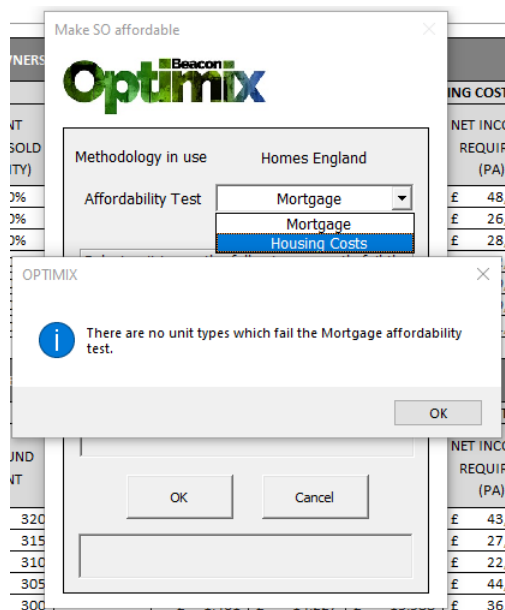 Make SO affordable
Beacon
Optimix
Methodology in use Homes England
Affordability Test Mortgage
Mortgage
Housing Costs
OPTIMIX
There are no unit types which fail the Mortgage affordability
test.
OK
OK Cancel
ING COST
NT
SOLD
ITY)
0%
0%
0%
NET INCO
REQUIR
(PA)
£ 48,
£ 26,
£ 28,
UND
NT
320
315
310
305
300
NET INCO
REQUIR
(PA)
£ 43,
£ 27,
£ 22,
£ 44,
£ 36,